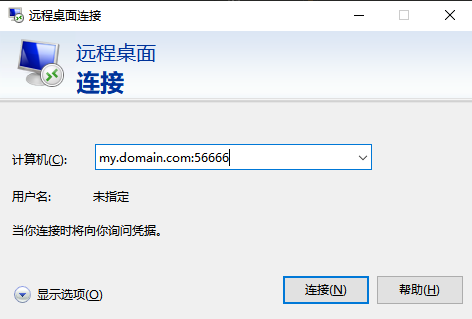 远程桌面连接
远程桌面
连接
计算机(C): my.domain.com:56666
用户名: 未指定
当你连接时将向你询问凭据。
显示选项(O) 连接(N) 帮助(H)